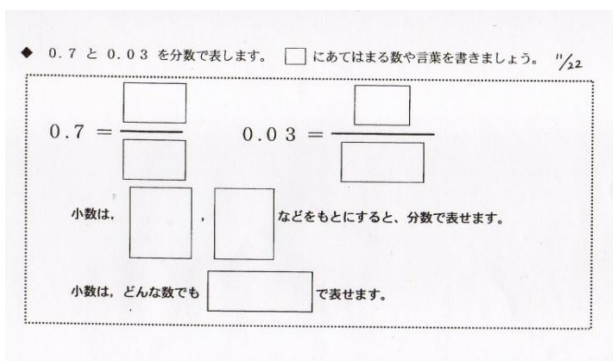 ◆ 0.7 と 0.03 を分数で表します。 □ にあてはまる数や言葉を書きましょう。 11/22
0.7 = 0.03 =
小数は, , などをもとにすると、分数で表せます。
小数は, どんな数でも で表せます。